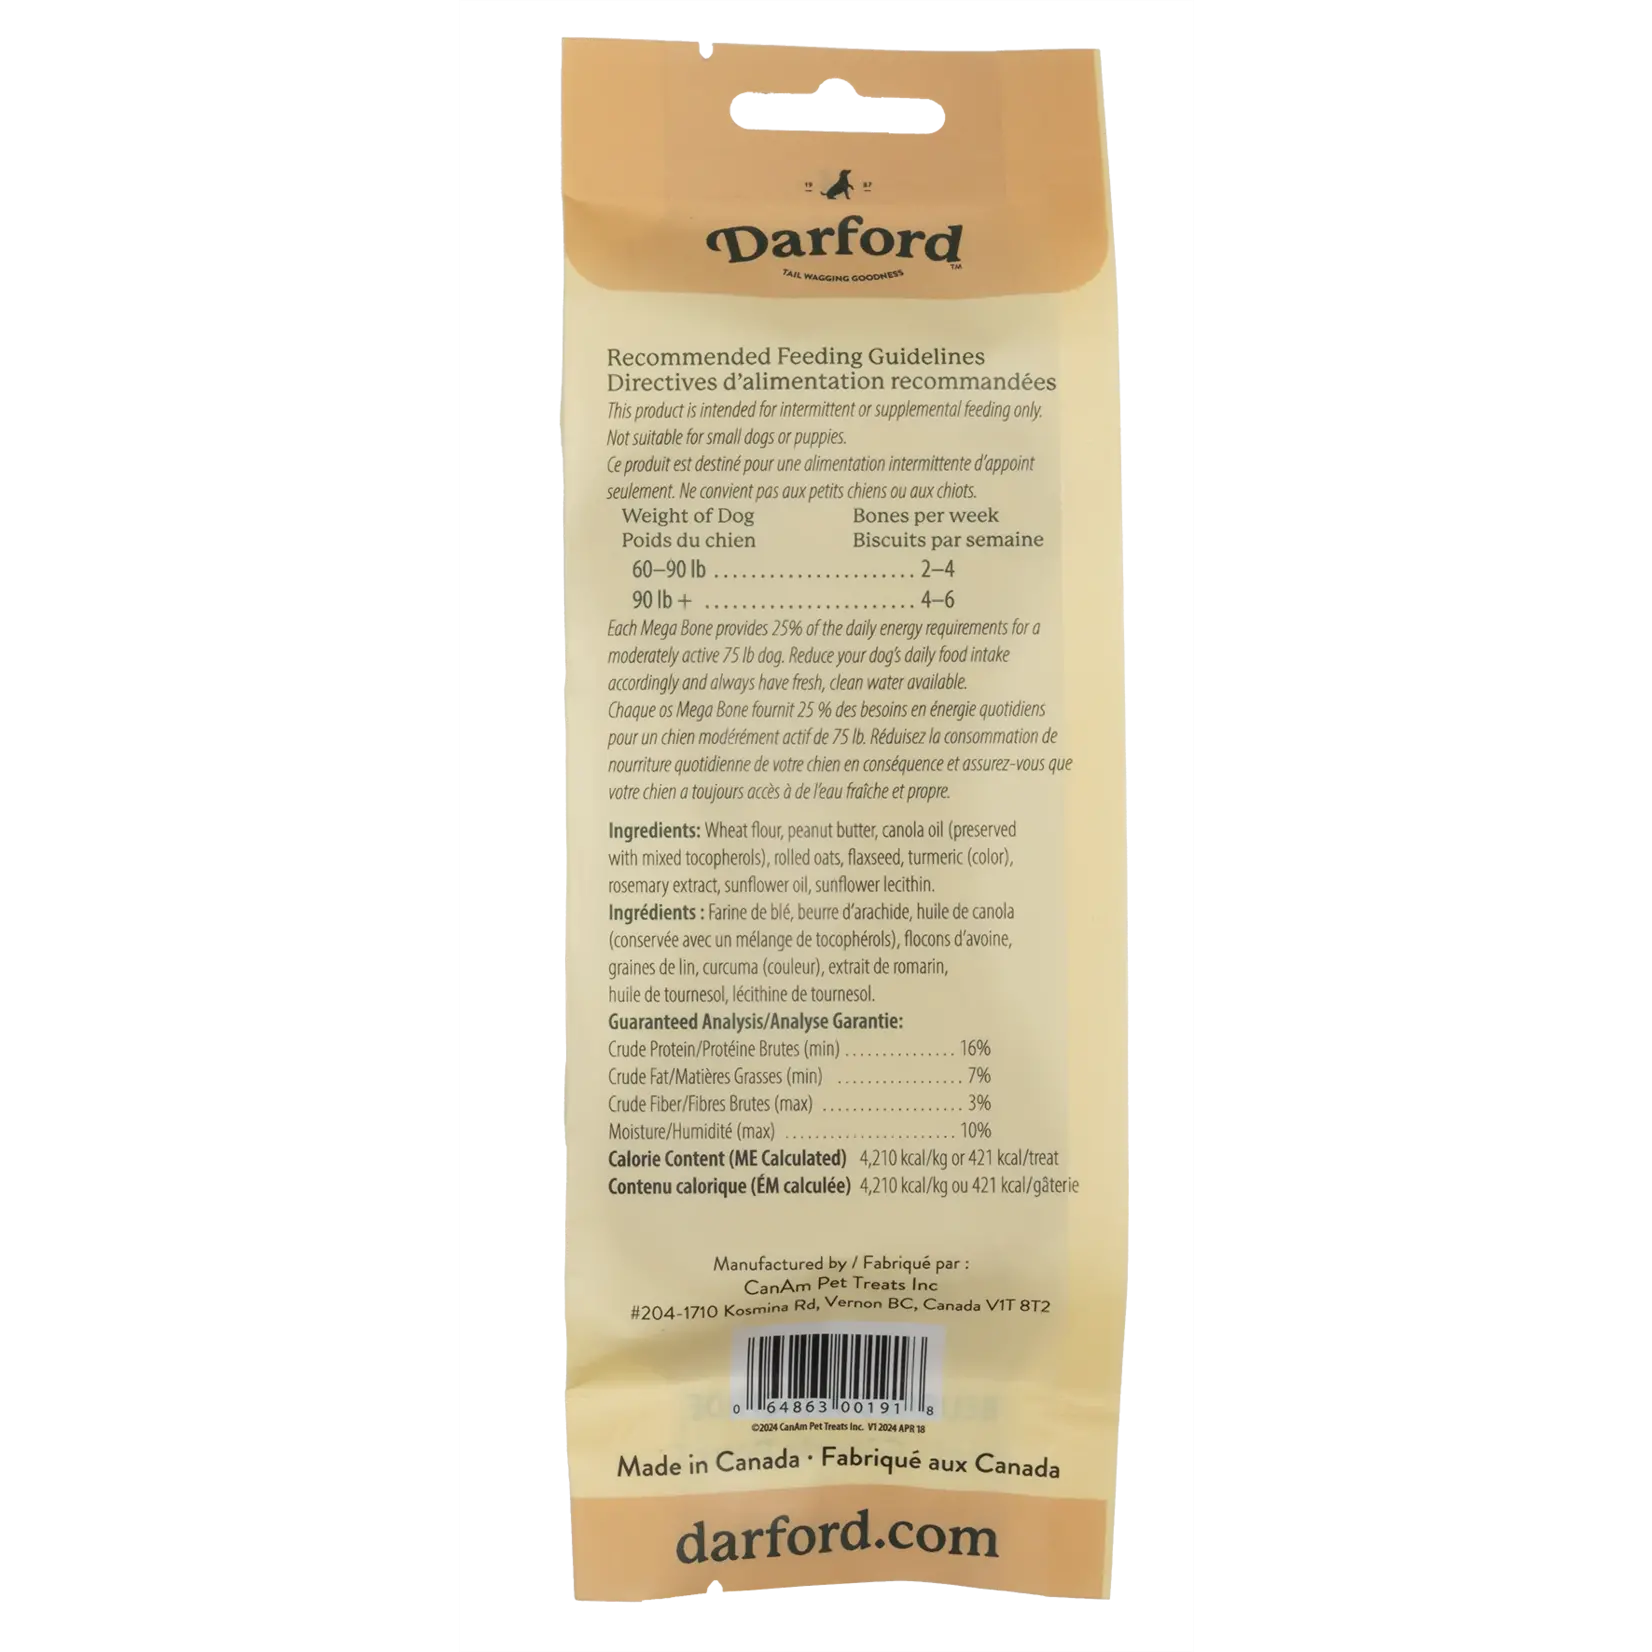 19 87
Darford™
TAIL WAGGING GOODNESS
Recommended Feeding Guidelines
Directives d’alimentation recommandées
This product is intended for intermittent or supplemental feeding only.
Not suitable for small dogs or puppies.
Ce produit est destiné pour une alimentation intermittente d’appoint
seulement. Ne convient pas aux petits chiens ou aux chiots.
Weight of Dog Bones per week
Poids du chien Biscuits par semaine
60–90 lb ...................... 2–4
90 lb + ....................... 4–6
Each Mega Bone provides 25% of the daily energy requirements for a
moderately active 75 lb dog. Reduce your dog’s daily food intake
accordingly and always have fresh, clean water available.
Chaque os Mega Bone fournit 25 % des besoins en énergie quotidiens
pour un chien modérément actif de 75 lb. Réduisez la consommation de
nourriture quotidienne de votre chien en conséquence et assurez-vous que
votre chien a toujours accès à de l’eau fraîche et propre.
Ingredients: Wheat flour, peanut butter, canola oil (preserved
with mixed tocopherols), rolled oats, flaxseed, turmeric (color),
rosemary extract, sunflower oil, sunflower lecithin.
Ingrédients : Farine de blé, beurre d’arachide, huile de canola
(conservée avec un mélange de tocophérols), flocons d’avoine,
graines de lin, curcuma (couleur), extrait de romarin,
huile de tournesol, lécithine de tournesol.
Guaranteed Analysis/Analyse Garantie:
Crude Protein/Protéine Brutes (min) ............... 16%
Crude Fat/Matières Grasses (min) ................. 7%
Crude Fiber/Fibres Brutes (max) ................... 3%
Moisture/Humidité (max) ....................... 10%
Calorie Content (ME Calculated) 4,210 kcal/kg or 421 kcal/treat
Contenu calorique (ÉM calculée) 4,210 kcal/kg ou 421 kcal/gâterie
Manufactured by / Fabriqué par :
CanAm Pet Treats Inc
#204-1710 Kosmina Rd, Vernon BC, Canada V1T 8T2
0 64863 00191 8
©2024 CanAm Pet Treats Inc. V1 2024 APR 18
Made in Canada · Fabriqué aux Canada
darford.com